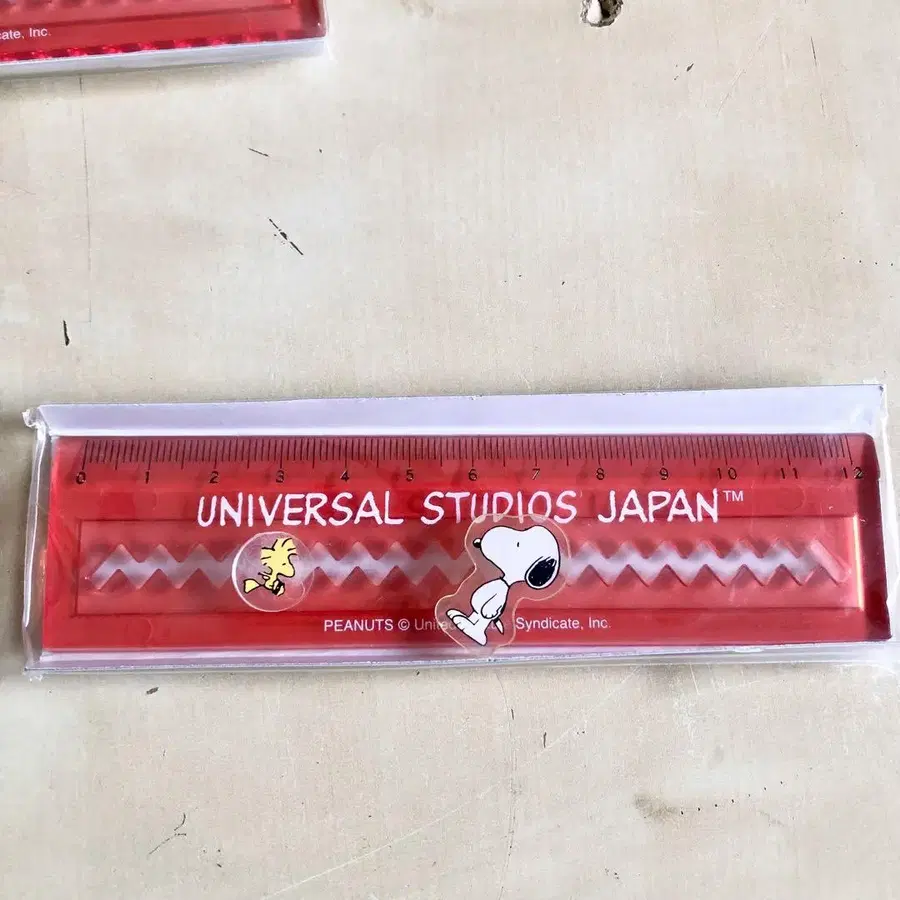 cate, Inc.
0 1 2 3 4 5 6 7 8 9 10 11 12
UNIVERSAL STUDIOS JAPAN™
PEANUTS © Unite Syndicate, Inc.